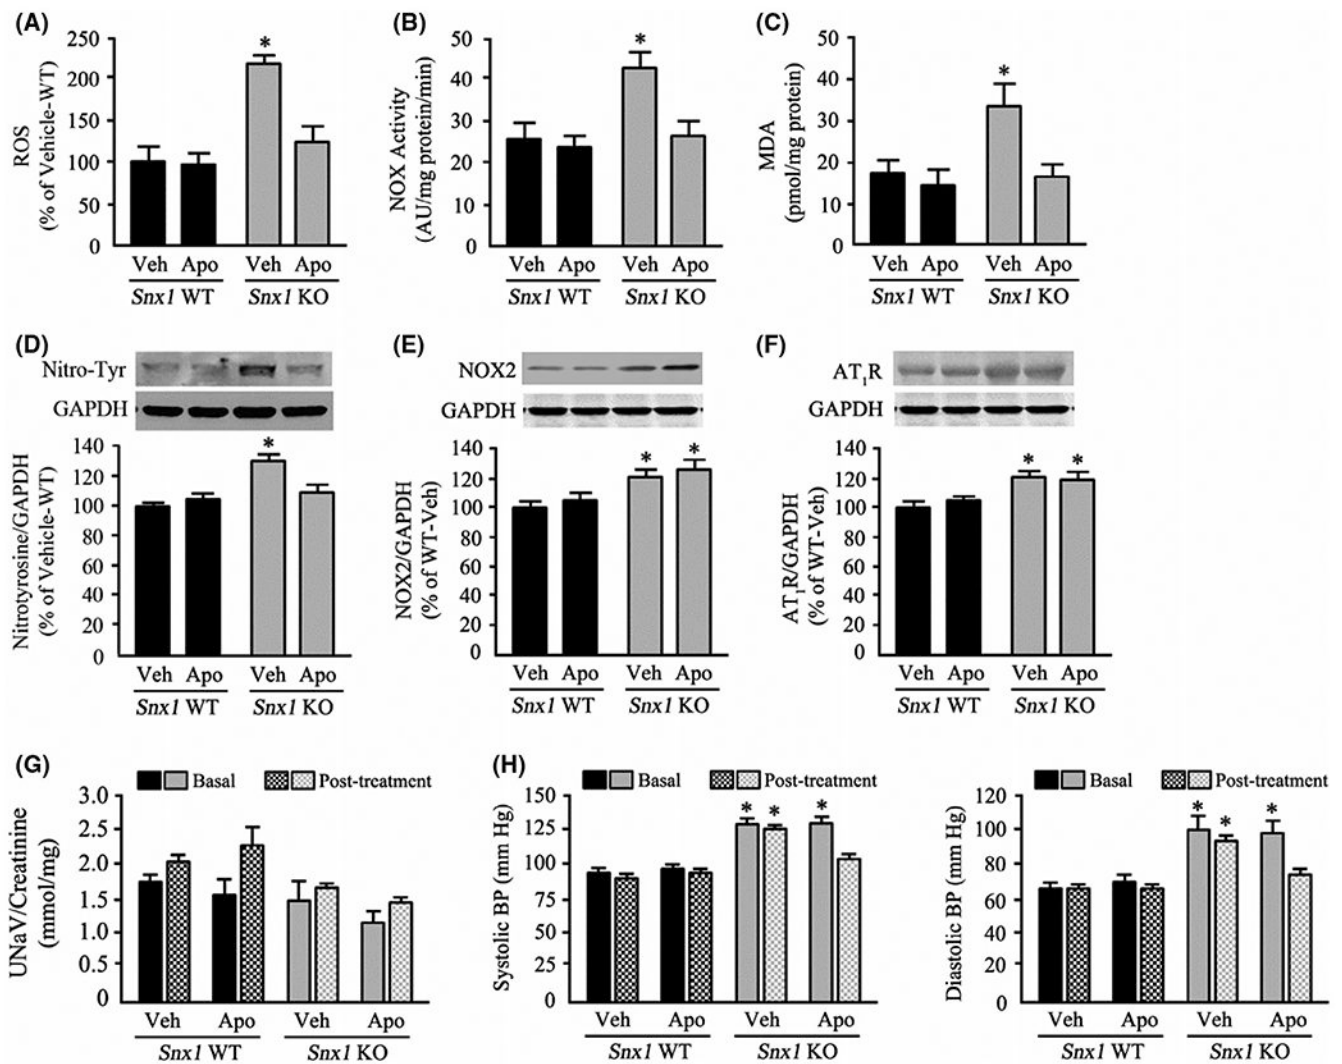 (A)
ROS
(% of Vehicle-WT)
250
200
150
100
50
0
*
Veh Apo Veh Apo
Snx1 WT Snx1 KO
(B)
NOX Activity
(AU/mg protein/min)
50
40
30
20
10
0
*
Veh Apo Veh Apo
Snx1 WT Snx1 KO
(C)
MDA
(pmol/mg protein)
50
40
30
20
10
0
*
Veh Apo Veh Apo
Snx1 WT Snx1 KO
(D)
Nitro-Tyr
GAPDH
Nitrotyrosine/GAPDH
(% of Vehicle-WT)
140
120
100
80
60
40
20
0
*
Veh Apo Veh Apo
Snx1 WT Snx1 KO
(E)
NOX2
GAPDH
NOX2/GAPDH
(% of WT-Veh)
140
120
100
80
60
40
20
0
* *
Veh Apo Veh Apo
Snx1 WT Snx1 KO
(F)
AT₁R
GAPDH
AT₁R/GAPDH
(% of WT-Veh)
140
120
100
80
60
40
20
0
* *
Veh Apo Veh Apo
Snx1 WT Snx1 KO
(G)
Basal Post-treatment
UNaV/Creatinine
(mmol/mg)
3.0
2.5
2.0
1.5
1.0
0.5
0
Veh Apo Veh Apo
Snx1 WT Snx1 KO
(H)
Basal Post-treatment
Systolic BP (mm Hg)
150
125
100
75
50
25
0
* * *
Veh Apo Veh Apo
Snx1 WT Snx1 KO
Basal Post-treatment
Diastolic BP (mm Hg)
120
100
80
60
40
20
0
* * *
Veh Apo Veh Apo
Snx1 WT Snx1 KO